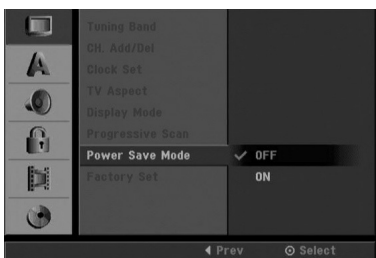 Tuning Band
CH. Add/Del
Clock Set
TV Aspect
Display Mode
Progressive Scan
Power Save Mode ✓ OFF
Factory Set ON
Prev Select